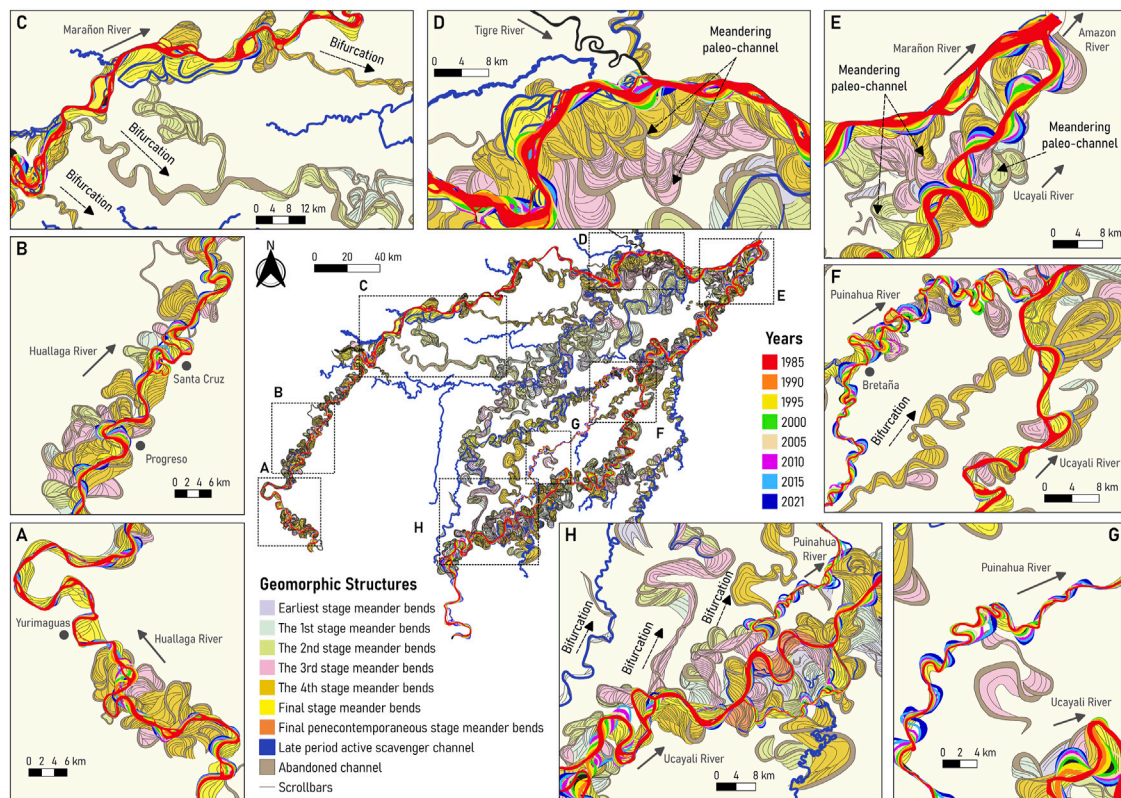 C
Marañon River
Bifurcation
Bifurcation
Bifurcation
0 4 8 12 km
D
Tigre River
0 4 8 km
Meandering
paleo-channel
E
Marañon River
Amazon
River
Meandering
paleo-channel
Meandering
paleo-channel
Ucayali River
0 4 8 km
B
Huallaga River
Santa Cruz
Progreso
0 2 4 6 km
N
0 20 40 km
A
B
C
D
E
F
G
H
Years
1985
1990
1995
2000
2005
2010
2015
2021
F
Puinahua River
Bretaña
Bifurcation
Ucayali River
0 4 8 km
A
Yurimaguas
Huallaga River
0 2 4 6 km
Geomorphic Structures
Earliest stage meander bends
The 1st stage meander bends
The 2nd stage meander bends
The 3rd stage meander bends
The 4th stage meander bends
Final stage meander bends
Final penecontemporaneous stage meander bends
Late period active scavenger channel
Abandoned channel
Scrollbars
H
Bifurcation
Bifurcation
Bifurcation
Puinahua
River
Ucayali River
0 4 8 km
G
Puinahua River
Ucayali River
0 2 4 km